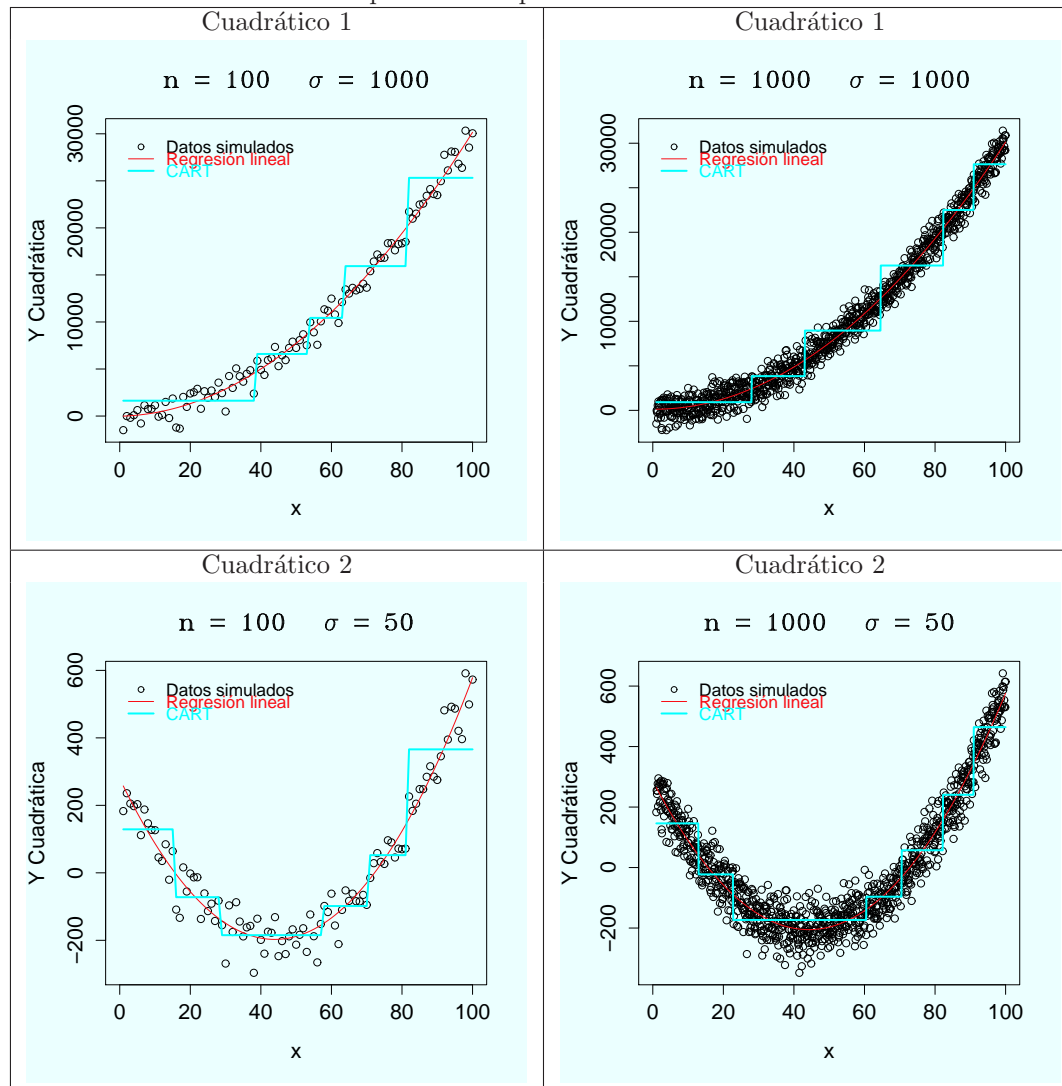 Cuadrático 1
n = 100 σ = 1000
Datos simulados
Regresión lineal
CART
Y Cuadrática
30000
20000
10000
0
0 20 40 60 80 100
x
Cuadrático 1
n = 1000 σ = 1000
Datos simulados
Regresión lineal
CART
Y Cuadrática
30000
20000
10000
0
0 20 40 60 80 100
x
Cuadrático 2
n = 100 σ = 50
Datos simulados
Regresión lineal
CART
Y Cuadrática
600
400
200
0
−200
0 20 40 60 80 100
x
Cuadrático 2
n = 1000 σ = 50
Datos simulados
Regresión lineal
CART
Y Cuadrática
600
400
200
0
−200
0 20 40 60 80 100
x